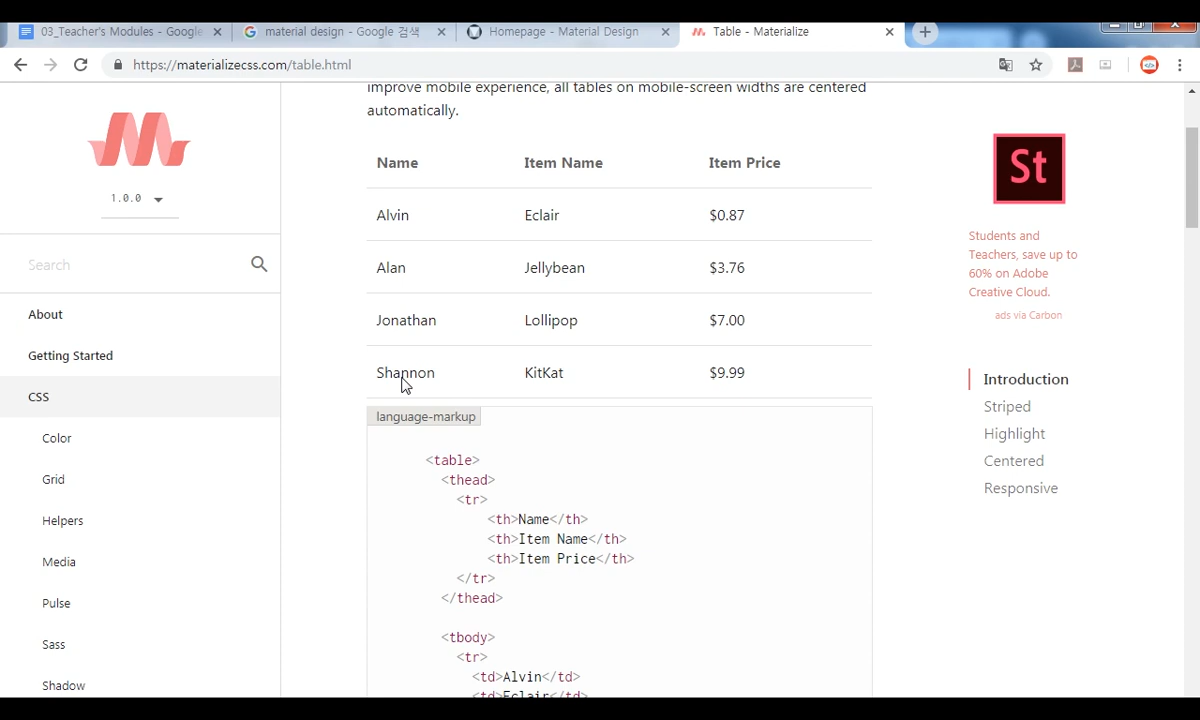 03_Teacher's Modules - Google
material design - Google 검색
Homepage - Material Design
Table - Materialize
https://materializecss.com/table.html
1.0.0
Search
About
Getting Started
CSS
Color
Grid
Helpers
Media
Pulse
Sass
Shadow
improve mobile experience, all tables on mobile-screen widths are centered
automatically.
Name Item Name Item Price
Alvin Eclair $0.87
Alan Jellybean $3.76
Jonathan Lollipop $7.00
Shannon KitKat $9.99
language-markup
<table>
<thead>
<tr>
<th>Name</th>
<th>Item Name</th>
<th>Item Price</th>
</tr>
</thead>
<tbody>
<tr>
<td>Alvin</td>
<td>Eclair</td>
St
Students and
Teachers, save up to
60% on Adobe
Creative Cloud.
ads via Carbon
Introduction
Striped
Highlight
Centered
Responsive